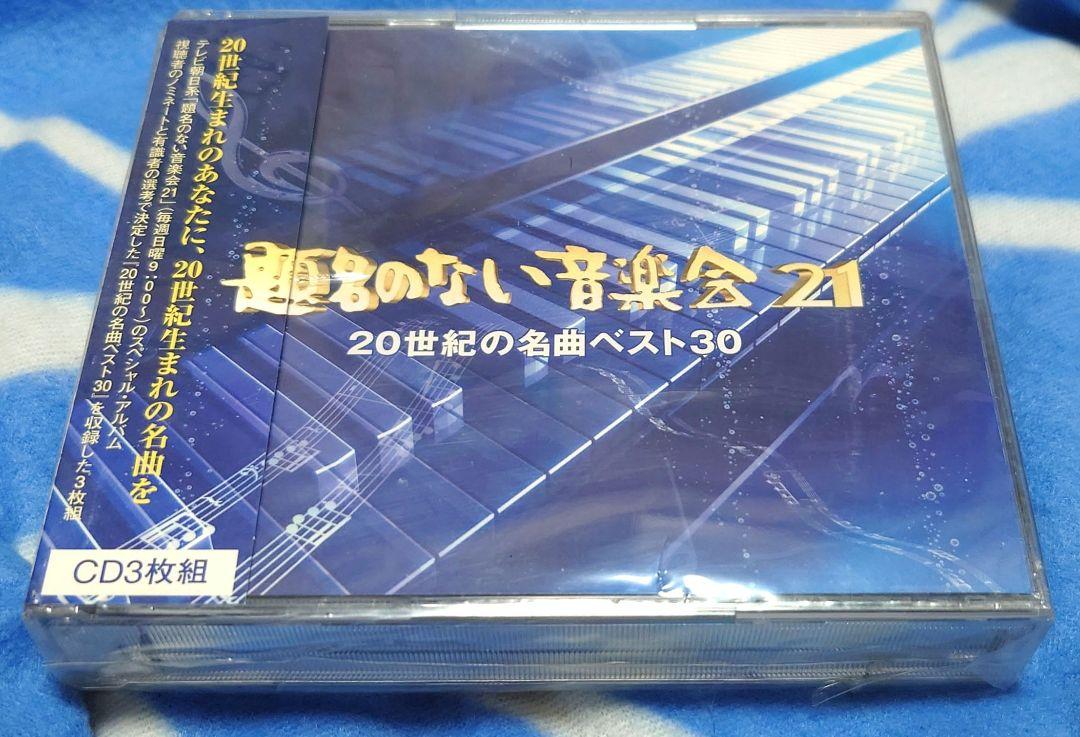 20世紀生まれのあなたに、20世紀生まれの名曲を
テレビ朝日系「題名のない音楽会21」(毎週日曜9:00〜)のスペシャル・アルバム
視聴者のノミネートと有識者の選考で決定した『20世紀の名曲ベスト30』を収録した3枚組
CD3枚組
題名のない音楽会21
20世紀の名曲ベスト30